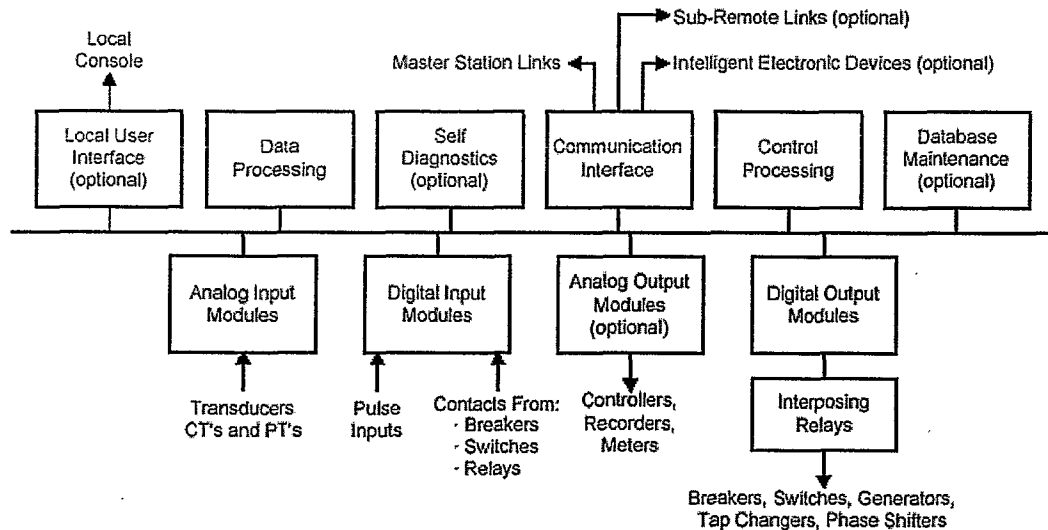 Sub-Remote Links (optional)
Local
Console
Master Station Links
Intelligent Electronic Devices (optional)
Local User
Interface
(optional)
Data
Processing
Self
Diagnostics
(optional)
Communication
Interface
Control
Processing
Database
Maintenance
(optional)
Analog Input
Modules
Digital Input
Modules
Analog Output
Modules
(optional)
Digital Output
Modules
Transducers
CT's and PT's
Pulse
Inputs
Contacts From:
- Breakers
- Switches
- Relays
Controllers,
Recorders,
Meters
Interposing
Relays
Breakers, Switches, Generators,
Tap Changers, Phase Shifters